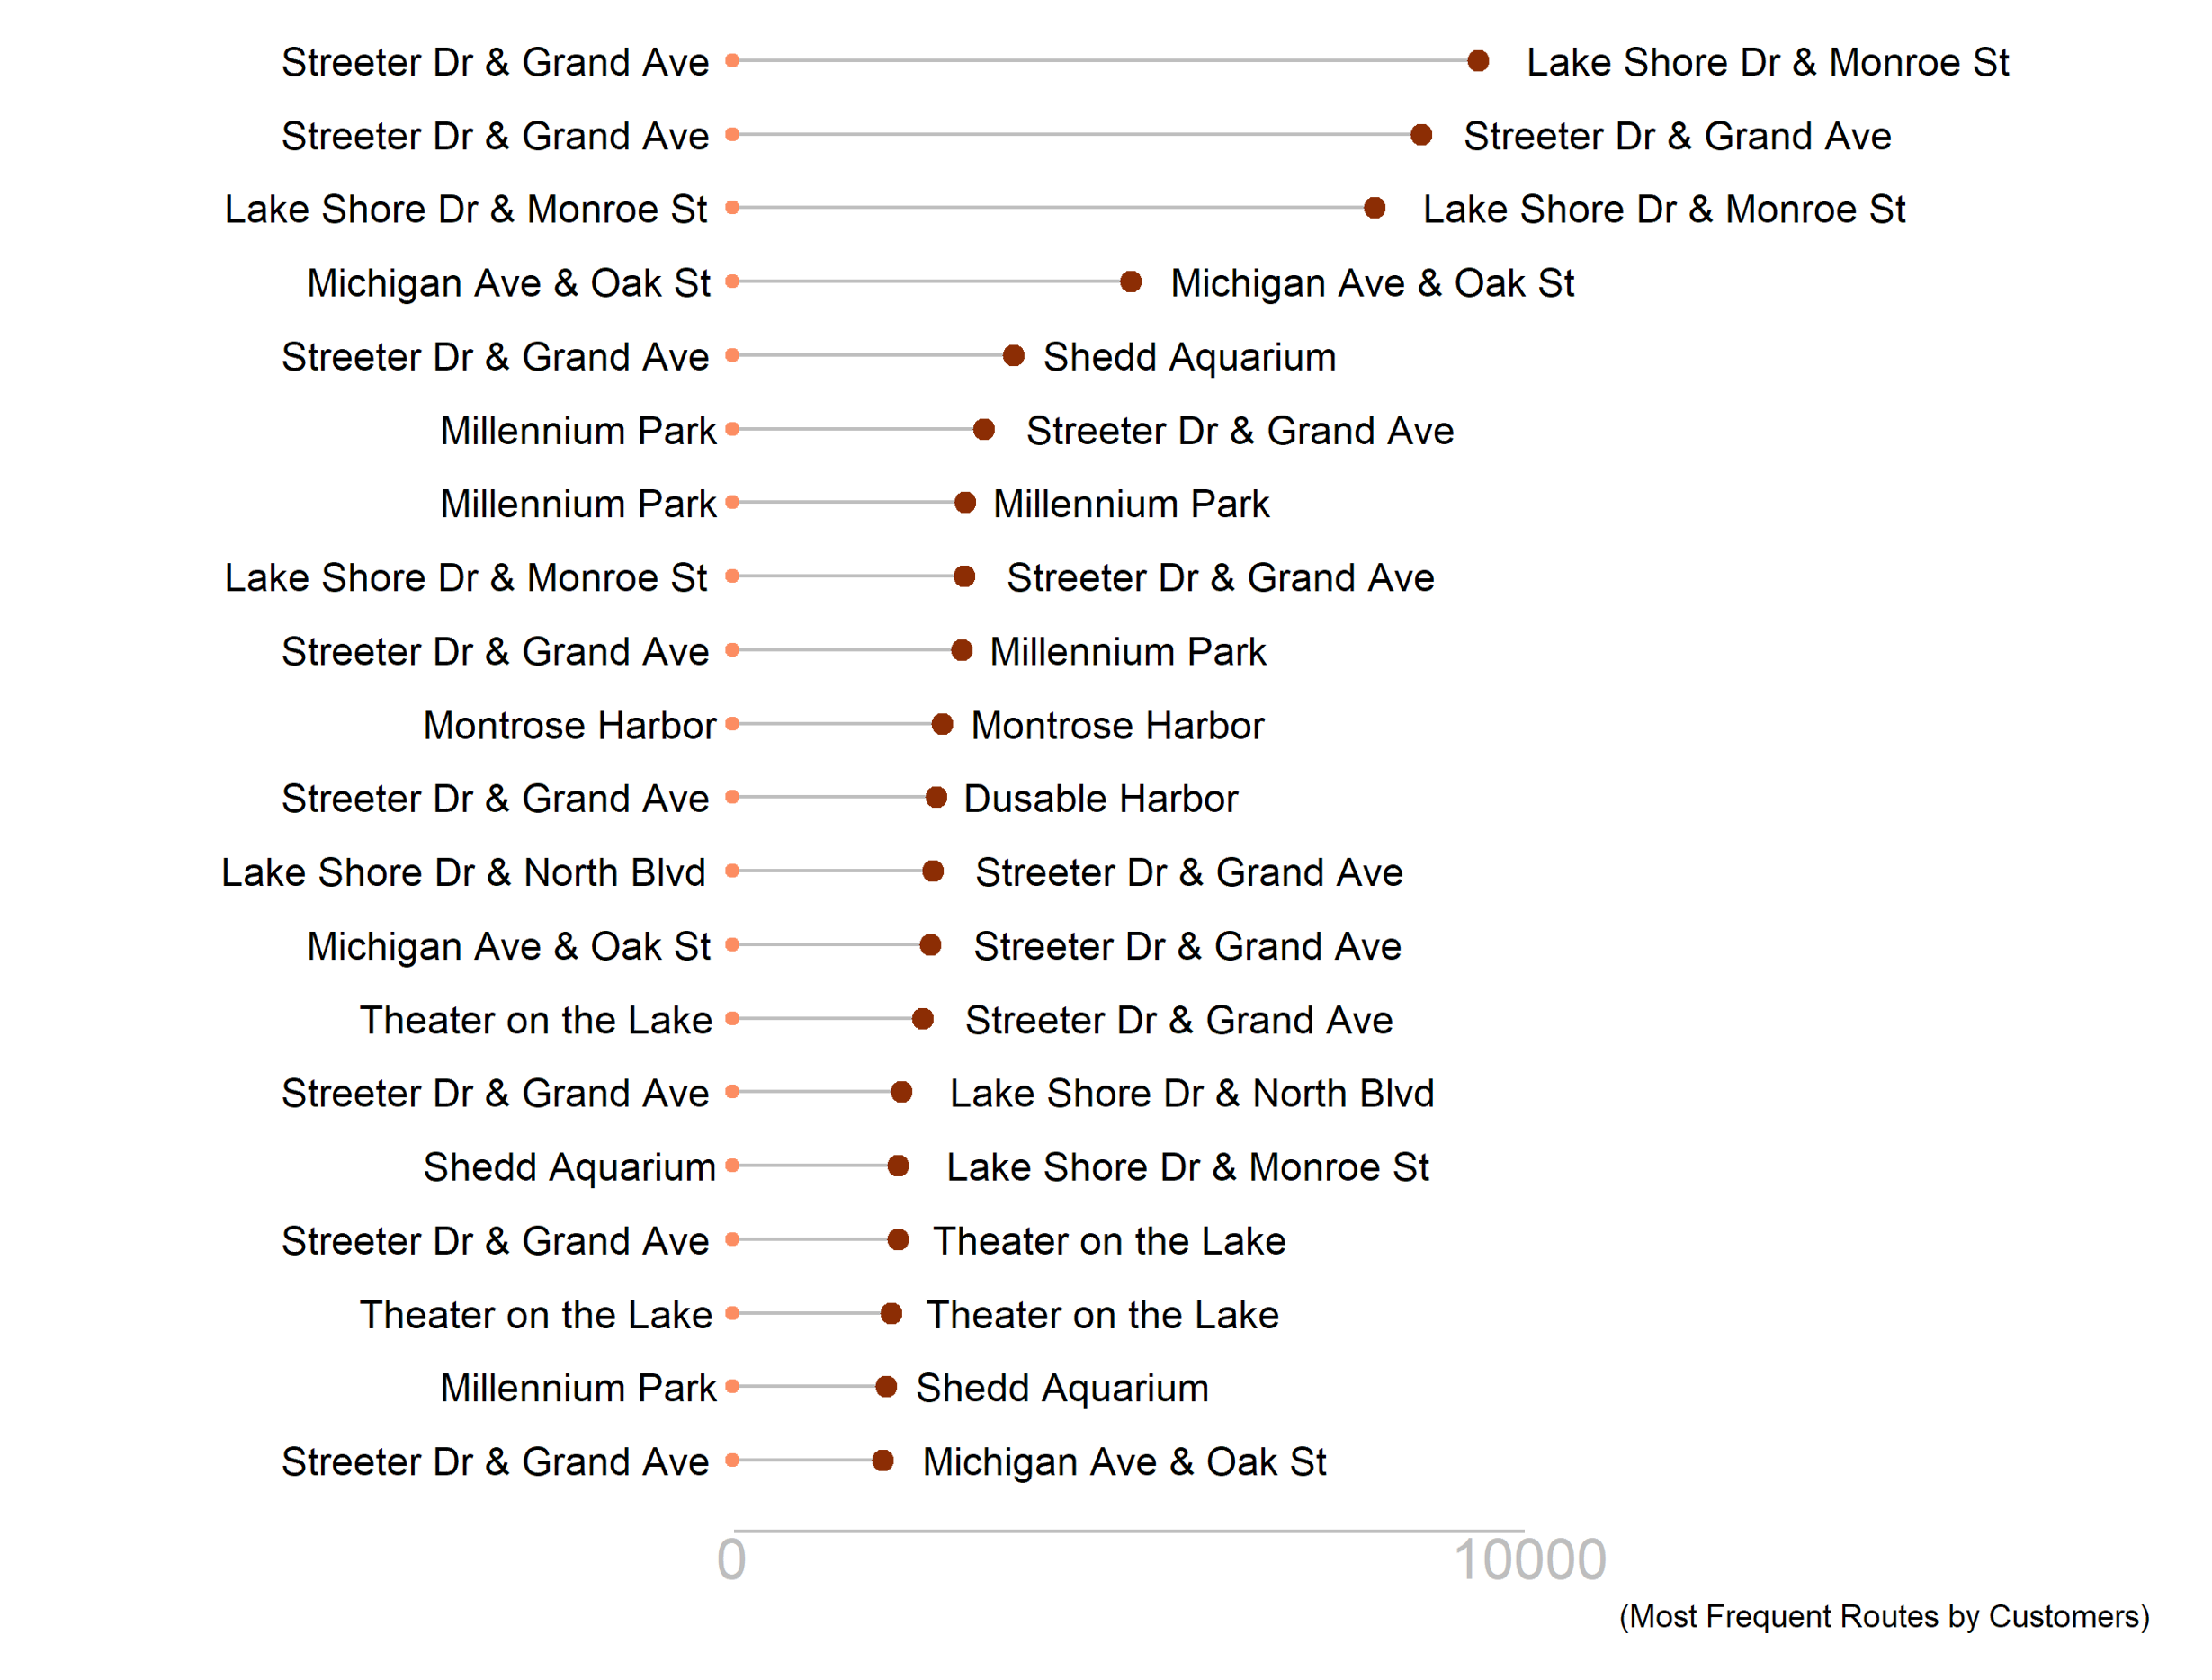 Streeter Dr & Grand Ave Lake Shore Dr & Monroe St
Streeter Dr & Grand Ave Streeter Dr & Grand Ave
Lake Shore Dr & Monroe St Lake Shore Dr & Monroe St
Michigan Ave & Oak St Michigan Ave & Oak St
Streeter Dr & Grand Ave Shedd Aquarium
Millennium Park Streeter Dr & Grand Ave
Millennium Park Millennium Park
Lake Shore Dr & Monroe St Streeter Dr & Grand Ave
Streeter Dr & Grand Ave Millennium Park
Montrose Harbor Montrose Harbor
Streeter Dr & Grand Ave Dusable Harbor
Lake Shore Dr & North Blvd Streeter Dr & Grand Ave
Michigan Ave & Oak St Streeter Dr & Grand Ave
Theater on the Lake Streeter Dr & Grand Ave
Streeter Dr & Grand Ave Lake Shore Dr & North Blvd
Shedd Aquarium Lake Shore Dr & Monroe St
Streeter Dr & Grand Ave Theater on the Lake
Theater on the Lake Theater on the Lake
Millennium Park Shedd Aquarium
Streeter Dr & Grand Ave Michigan Ave & Oak St
0 10000
(Most Frequent Routes by Customers)